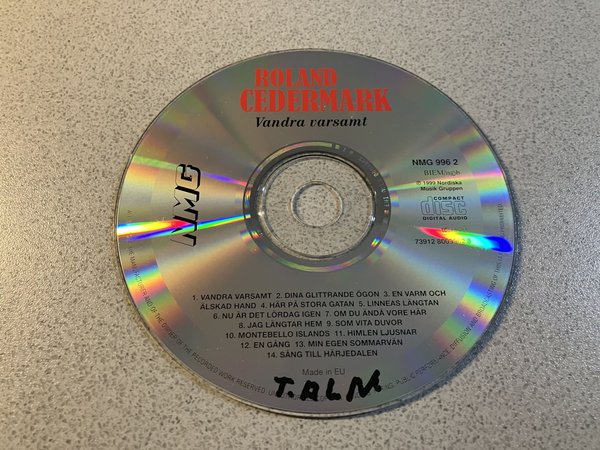 ROLAND
CEDERMARK
Vandra varsamt
NMG
NMG 996 2
BIEM/n©b
℗ 1999 Nordiska
Musik Gruppen
COMPACT
disc
DIGITAL AUDIO
1. VANDRA VARSAMT 2. DINA GLITTRANDE ÖGON 3. EN VARM OCH
ÄLSKAD HAND 4. HÄR PÅ STORA GATAN 5. LINNEAS LÄNGTAN
6. NU ÄR DET LÖRDAG IGEN 7. OM DU ÄNDÅ VORE HÄR
8. JAG LÄNGTAR HEM 9. SOM VITA DUVOR
10. MONTEBELLO ISLANDS 11. HIMLEN LJUSNAR
12. EN GÅNG 13. MIN EGEN SOMMARVÄN
14. SÅNG TILL HÄRJEDALEN
Made in EU
T.ALM